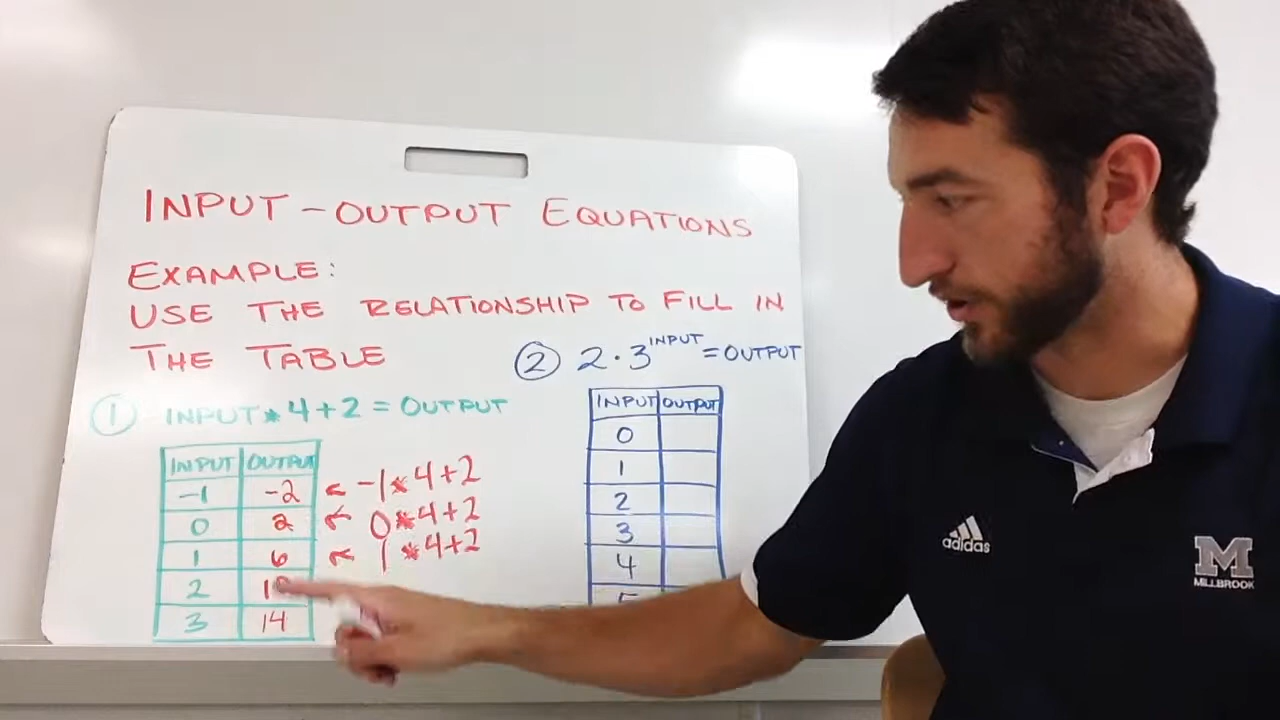 INPUT-OUTPUT EQUATIONS
EXAMPLE:
USE THE RELATIONSHIP TO FILL IN
THE TABLE
① INPUT * 4 + 2 = OUTPUT
INPUT OUTPUT
-1 -2 ← -1 * 4 + 2
0 2 ← 0 * 4 + 2
1 6 ← 1 * 4 + 2
2
3 14
② 2 · 3^INPUT = OUTPUT
INPUT OUTPUT
0
1
2
3
4
adidas
M
MILLBROOK